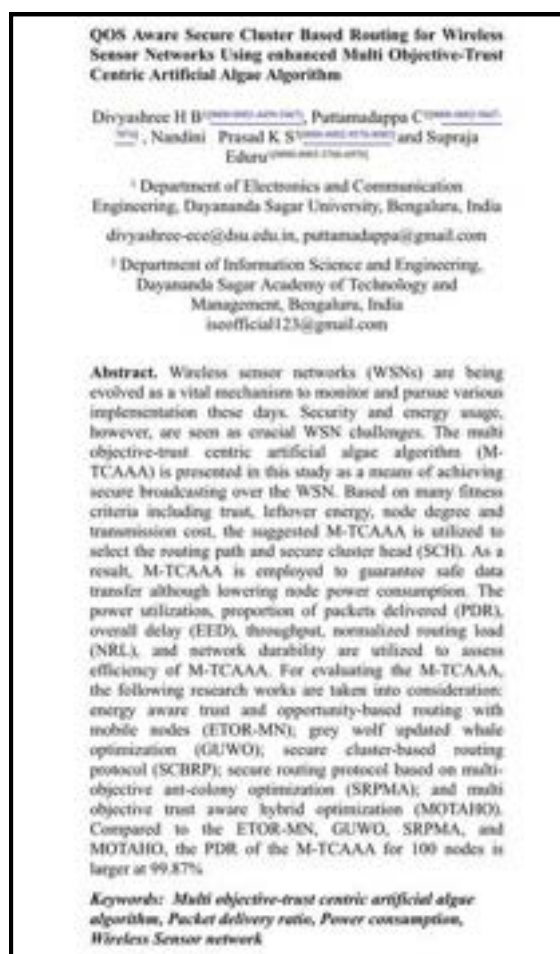 QOS Aware Secure Cluster Based Routing for Wireless
Sensor Networks Using enhanced Multi Objective-Trust
Centric Artificial Algae Algorithm
Divyashree H B, Puttamadappa C
, Nandini Prasad K S and Supraja
Eduru
1 Department of Electronics and Communication
Engineering, Dayananda Sagar University, Bengaluru, India
divyashree-ece@dsu.edu.in, puttamadappa@gmail.com
2 Department of Information Science and Engineering,
Dayananda Sagar Academy of Technology and
Management, Bengaluru, India
iseofficial123@gmail.com
Abstract. Wireless sensor networks (WSNs) are being
evolved as a vital mechanism to monitor and pursue various
implementation these days. Security and energy usage,
however, are seen as crucial WSN challenges. The multi
objective-trust centric artificial algae algorithm (M-
TCAAA) is presented in this study as a means of achieving
secure broadcasting over the WSN. Based on many fitness
criteria including trust, leftover energy, node degree and
transmission cost, the suggested M-TCAAA is utilized to
select the routing path and secure cluster head (SCH). As a
result, M-TCAAA is employed to guarantee safe data
transfer although lowering node power consumption. The
power utilization, proportion of packets delivered (PDR),
overall delay (EED), throughput, normalized routing load
(NRL), and network durability are utilized to assess
efficiency of M-TCAAA. For evaluating the M-TCAAA,
the following research works are taken into consideration:
energy aware trust and opportunity-based routing with
mobile nodes (ETOR-MN); grey wolf updated whale
optimization (GUWO); secure cluster-based routing
protocol (SCBRP); secure routing protocol based on multi-
objective ant-colony optimization (SRPMA); and multi
objective trust aware hybrid optimization (MOTAHO).
Compared to the ETOR-MN, GUWO, SRPMA, and
MOTAHO, the PDR of the M-TCAAA for 100 nodes is
larger at 99.87%
Keywords: Multi objective-trust centric artificial algae
algorithm, Packet delivery ratio, Power consumption,
Wireless Sensor network